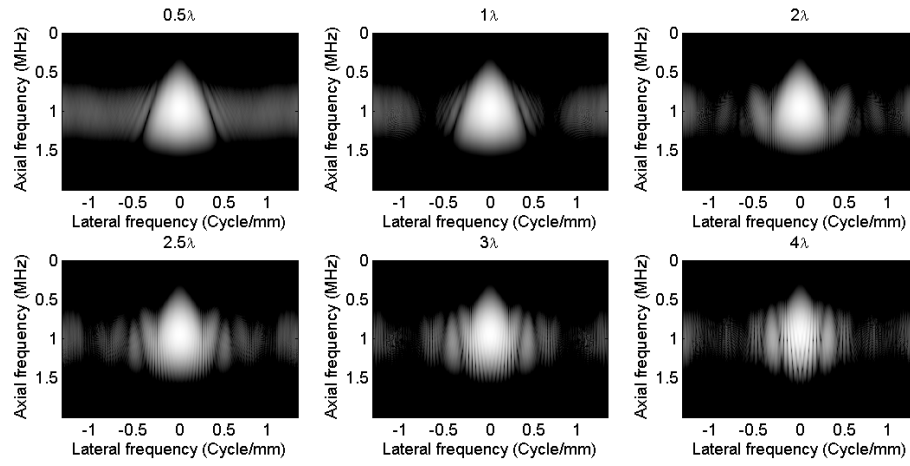 0.5λ
1λ
2λ
Axial frequency (MHz)
0
0.5
1
1.5
-1 -0.5 0 0.5 1
Lateral frequency (Cycle/mm)
Axial frequency (MHz)
0
0.5
1
1.5
-1 -0.5 0 0.5 1
Lateral frequency (Cycle/mm)
Axial frequency (MHz)
0
0.5
1
1.5
-1 -0.5 0 0.5 1
Lateral frequency (Cycle/mm)
2.5λ
3λ
4λ
Axial frequency (MHz)
0
0.5
1
1.5
-1 -0.5 0 0.5 1
Lateral frequency (Cycle/mm)
Axial frequency (MHz)
0
0.5
1
1.5
-1 -0.5 0 0.5 1
Lateral frequency (Cycle/mm)
Axial frequency (MHz)
0
0.5
1
1.5
-1 -0.5 0 0.5 1
Lateral frequency (Cycle/mm)